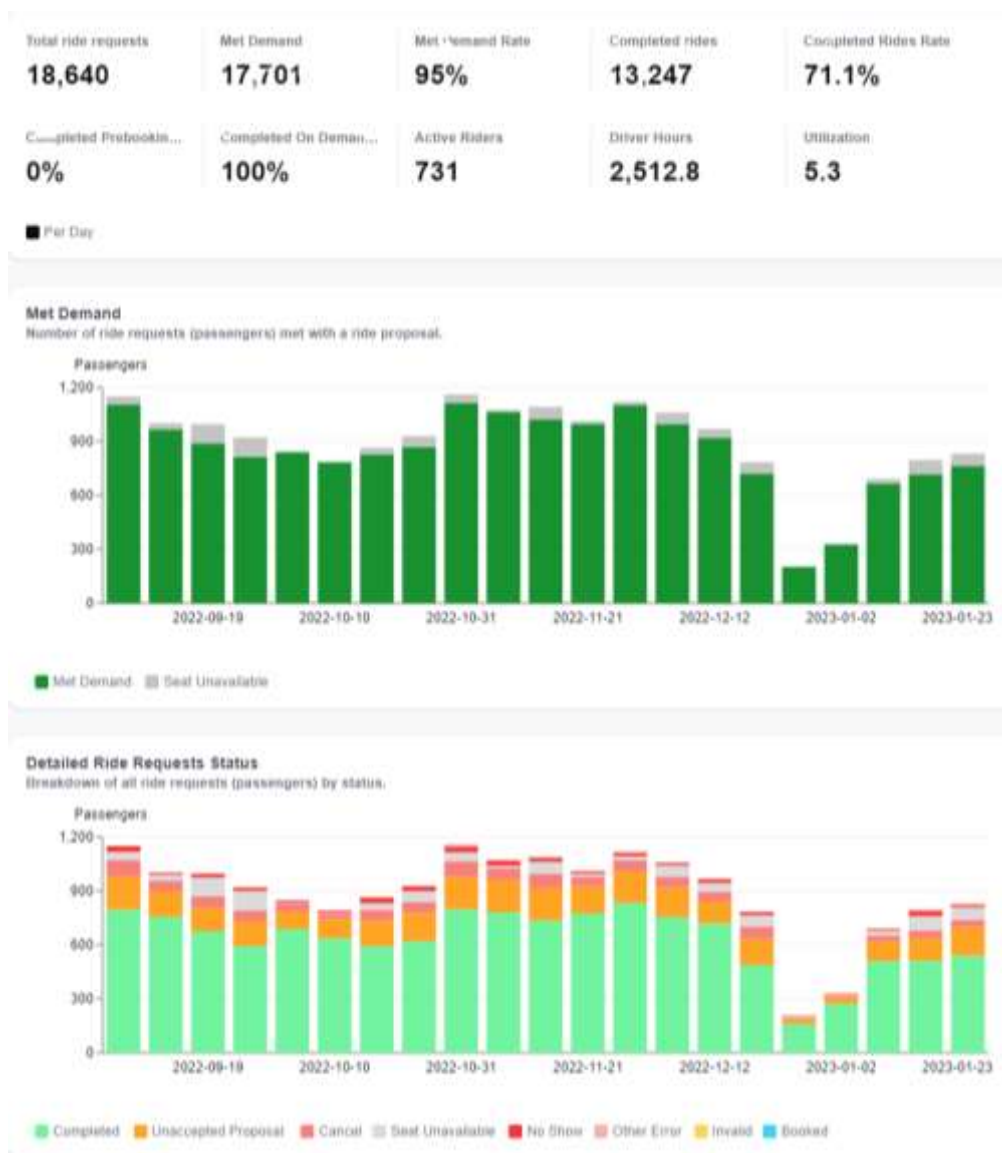 Total ride requests Met Demand Met Demand Rate Completed rides Completed Rides Rate
18,640 17,701 95% 13,247 71.1%
Completed Prebookin... Completed On Deman... Active Riders Driver Hours Utilization
0% 100% 731 2,512.8 5.3
Per Day
Met Demand
Number of ride requests (passengers) met with a ride proposal.
Passengers
1,200
900
600
300
0
2022-09-19 2022-10-10 2022-10-31 2022-11-21 2022-12-12 2023-01-02 2023-01-23
Met Demand Seat Unavailable
Detailed Ride Requests Status
Breakdown of all ride requests (passengers) by status.
Passengers
1,200
900
600
300
0
2022-09-19 2022-10-10 2022-10-31 2022-11-21 2022-12-12 2023-01-02 2023-01-23
Completed Unaccepted Proposal Cancel Seat Unavailable No Show Other Error Invalid Booked